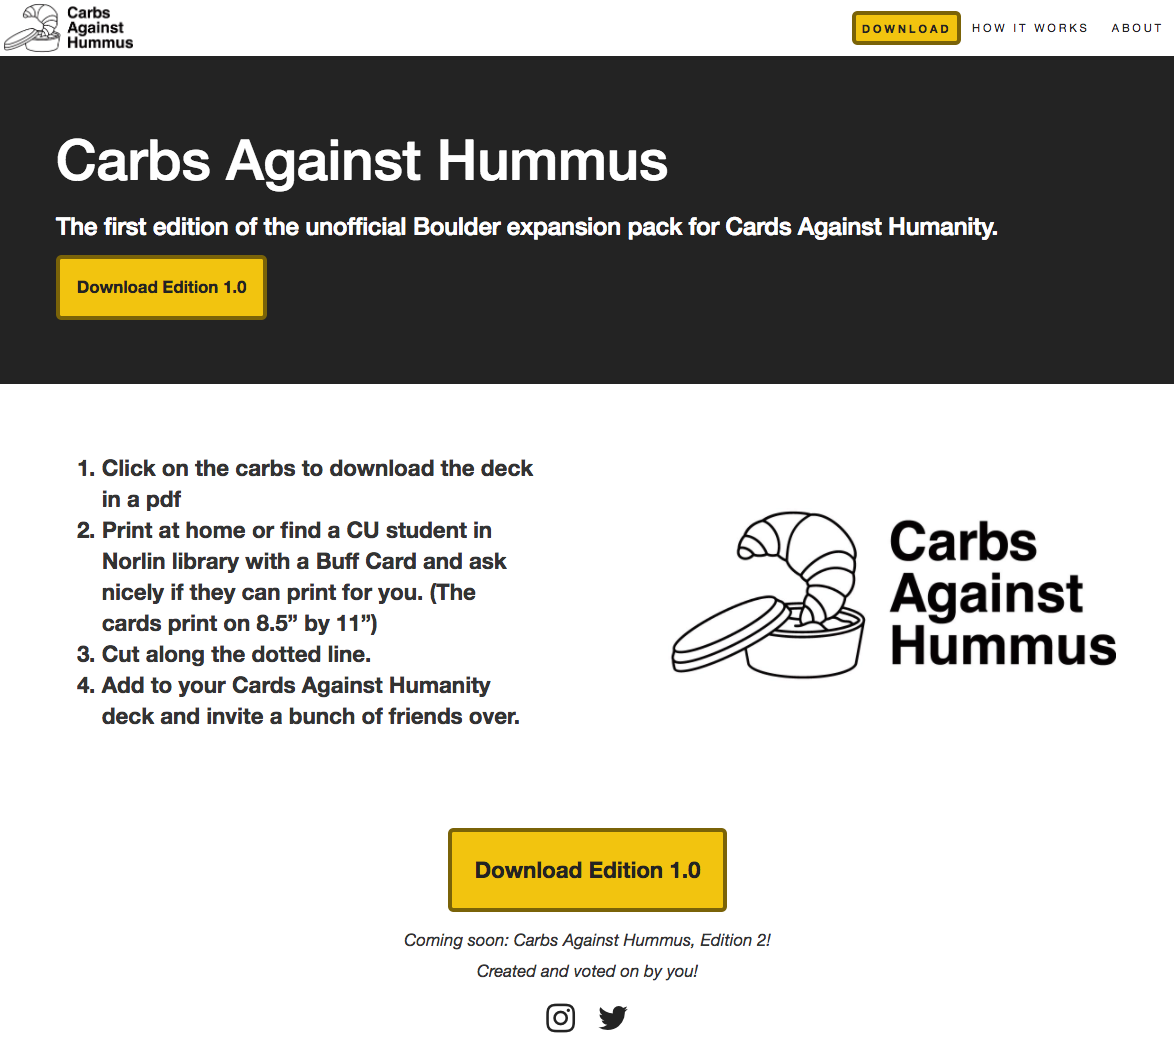 Carbs
Against
Hummus
DOWNLOAD
HOW IT WORKS
ABOUT
Carbs Against Hummus
The first edition of the unofficial Boulder expansion pack for Cards Against Humanity.
Download Edition 1.0
1. Click on the carbs to download the deck
in a pdf
2. Print at home or find a CU student in
Norlin library with a Buff Card and ask
nicely if they can print for you. (The
cards print on 8.5” by 11”)
3. Cut along the dotted line.
4. Add to your Cards Against Humanity
deck and invite a bunch of friends over.
Carbs
Against
Hummus
Download Edition 1.0
Coming soon: Carbs Against Hummus, Edition 2!
Created and voted on by you!